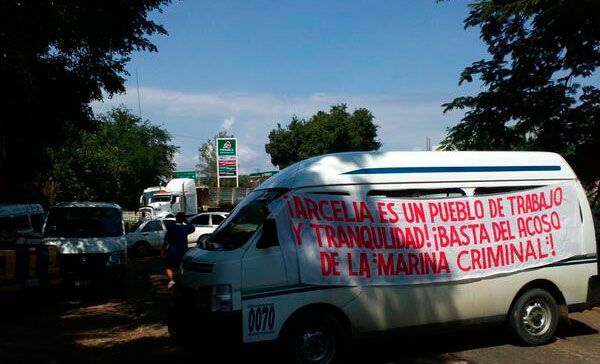 ¡ARCELIA ES UN PUEBLO DE TRABAJO
Y TRANQUILIDAD! ¡BASTA DEL ACOSO
DE LA ¡MARINA CRIMINAL¡!
0070